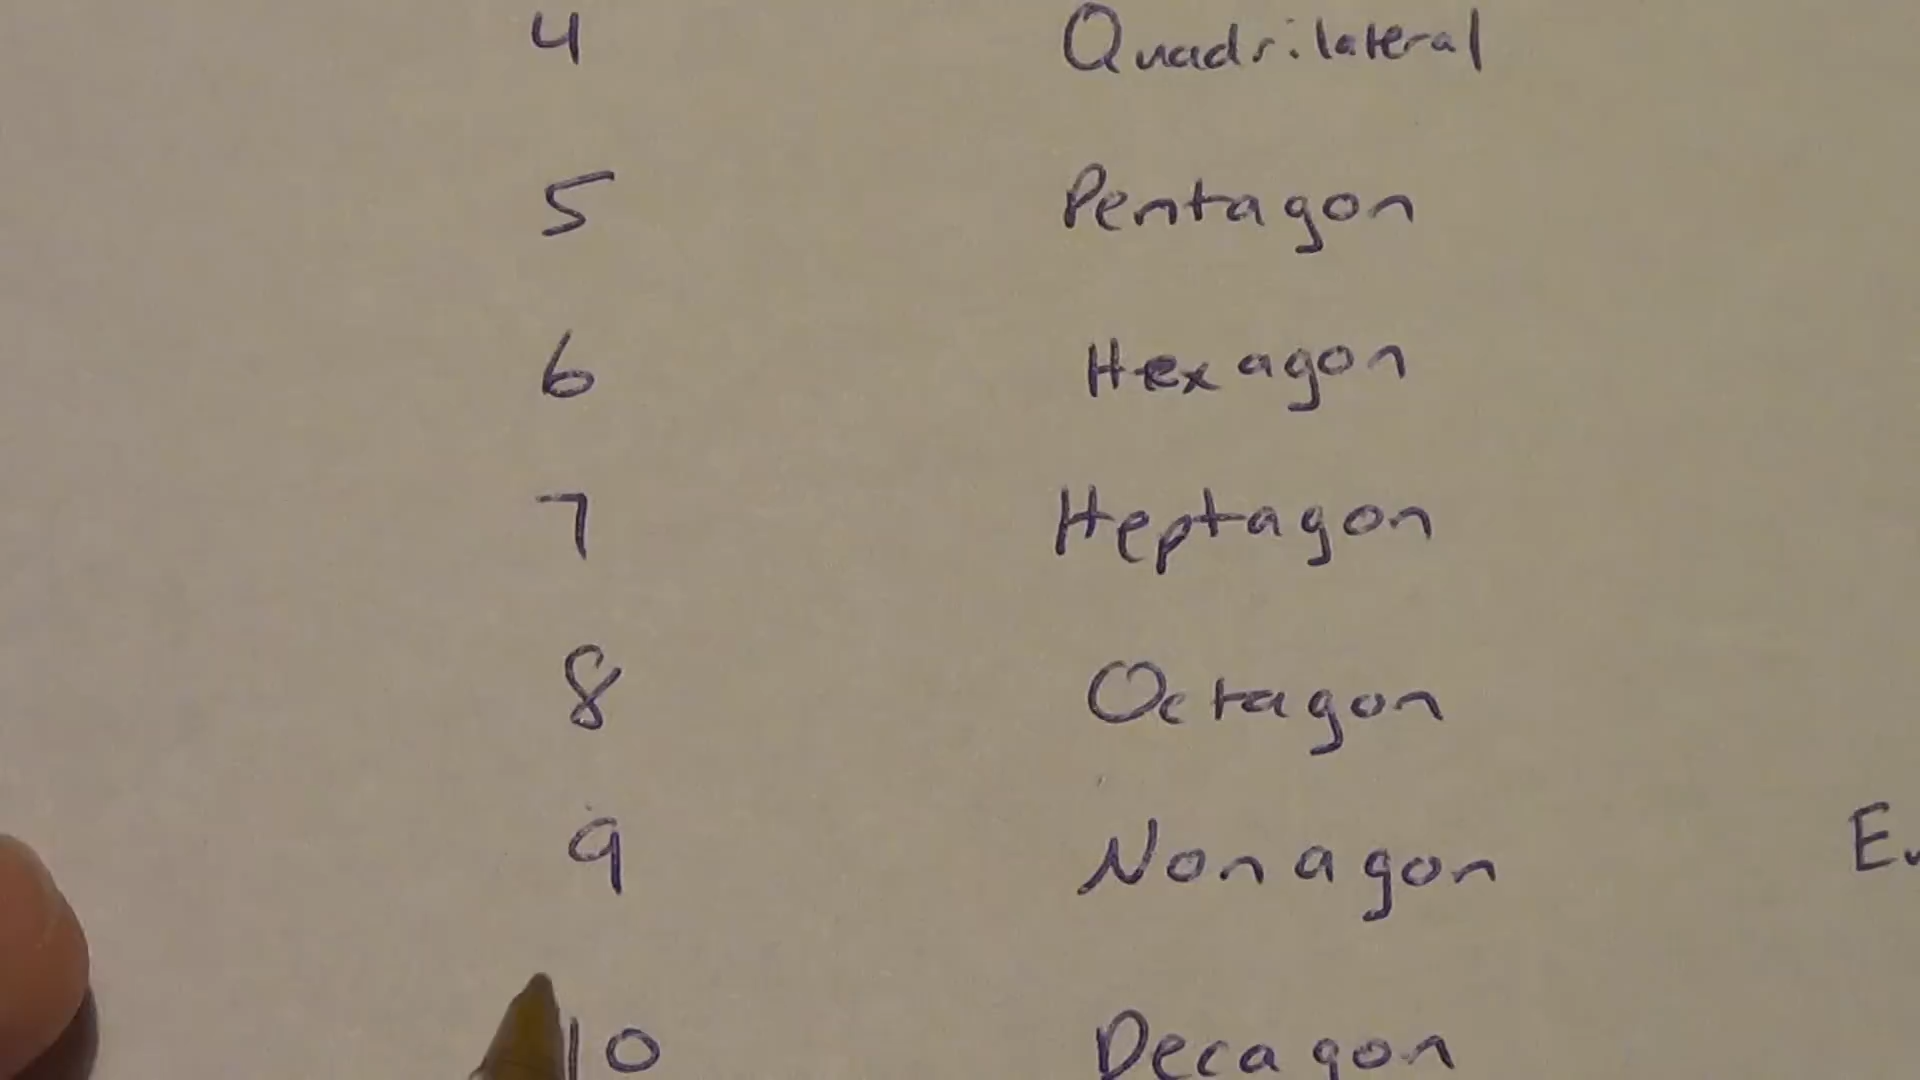 4 Quadrilateral
5 Pentagon
6 Hexagon
7 Heptagon
8 Octagon
9 Nonagon
10 Decagon